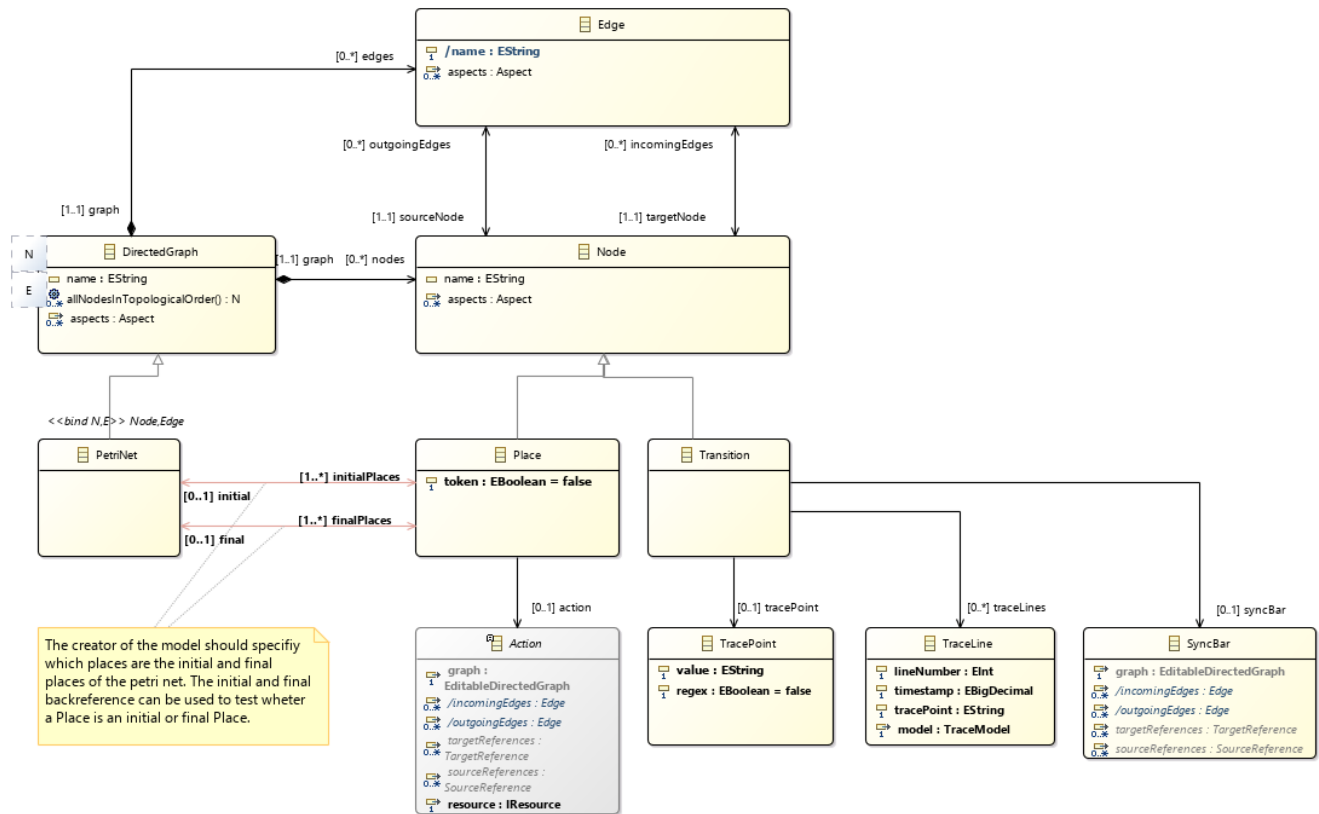 Edge
/name : EString
aspects : Aspect
[0..*] edges
[0..*] outgoingEdges
[0..*] incomingEdges
[1..1] graph
[1..1] sourceNode
[1..1] targetNode
N
E
DirectedGraph
name : EString
allNodesInTopologicalOrder() : N
aspects : Aspect
[1..1] graph
[0..*] nodes
Node
name : EString
aspects : Aspect
<<bind N,E>> Node,Edge
PetriNet
[0..1] initial
[1..*] initialPlaces
[0..1] final
[1..*] finalPlaces
Place
token : EBoolean = false
Transition
[0..1] action
[0..1] tracePoint
[0..*] traceLines
[0..1] syncBar
The creator of the model should specifiy
which places are the initial and final
places of the petri net. The initial and final
backreference can be used to test wheter
a Place is an initial or final Place.
Action
graph :
EditableDirectedGraph
/incomingEdges : Edge
/outgoingEdges : Edge
targetReferences :
TargetReference
sourceReferences :
SourceReference
resource : IResource
TracePoint
value : EString
regex : EBoolean = false
TraceLine
lineNumber : EInt
timestamp : EBigDecimal
tracePoint : EString
model : TraceModel
SyncBar
graph : EditableDirectedGraph
/incomingEdges : Edge
/outgoingEdges : Edge
targetReferences : TargetReference
sourceReferences : SourceReference